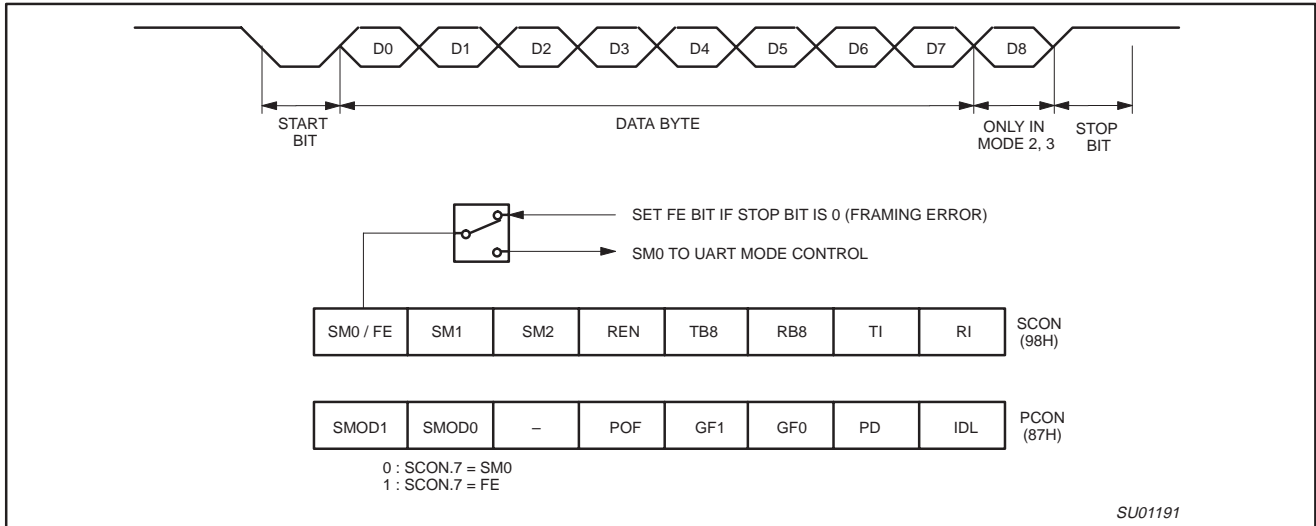 D0 D1 D2 D3 D4 D5 D6 D7 D8
START
BIT
DATA BYTE
ONLY IN
MODE 2, 3
STOP
BIT
SET FE BIT IF STOP BIT IS 0 (FRAMING ERROR)
SM0 TO UART MODE CONTROL
SM0 / FE SM1 SM2 REN TB8 RB8 TI RI
SCON
(98H)
SMOD1 SMOD0 – POF GF1 GF0 PD IDL
PCON
(87H)
0 : SCON.7 = SM0
1 : SCON.7 = FE
SU01191